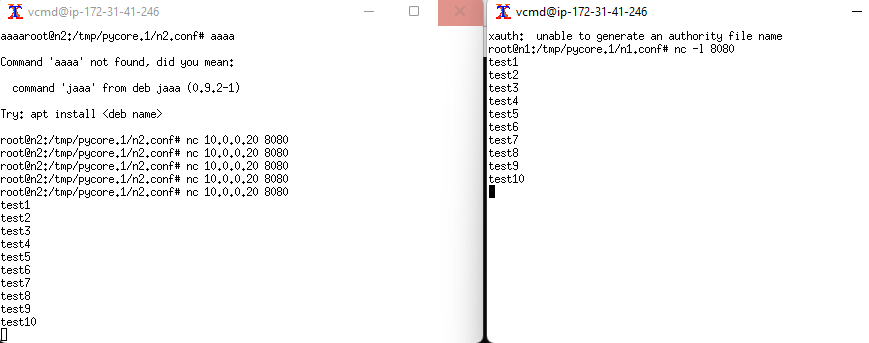 vcmd@ip-172-31-41-246
aaaaroot@n2:/tmp/pycore.1/n2.conf# aaaa
Command 'aaaa' not found, did you mean:
command 'jaaa' from deb jaaa (0.9.2-1)
Try: apt install <deb name>
root@n2:/tmp/pycore.1/n2.conf# nc 10.0.0.20 8080
root@n2:/tmp/pycore.1/n2.conf# nc 10.0.0.20 8080
root@n2:/tmp/pycore.1/n2.conf# nc 10.0.0.20 8080
root@n2:/tmp/pycore.1/n2.conf# nc 10.0.0.20 8080
root@n2:/tmp/pycore.1/n2.conf# nc 10.0.0.20 8080
test1
test2
test3
test4
test5
test6
test7
test8
test9
test10
vcmd@ip-172-31-41-246
xauth:  unable to generate an authority file name
root@n1:/tmp/pycore.1/n1.conf# nc -l 8080
test1
test2
test3
test4
test5
test6
test7
test8
test9
test10